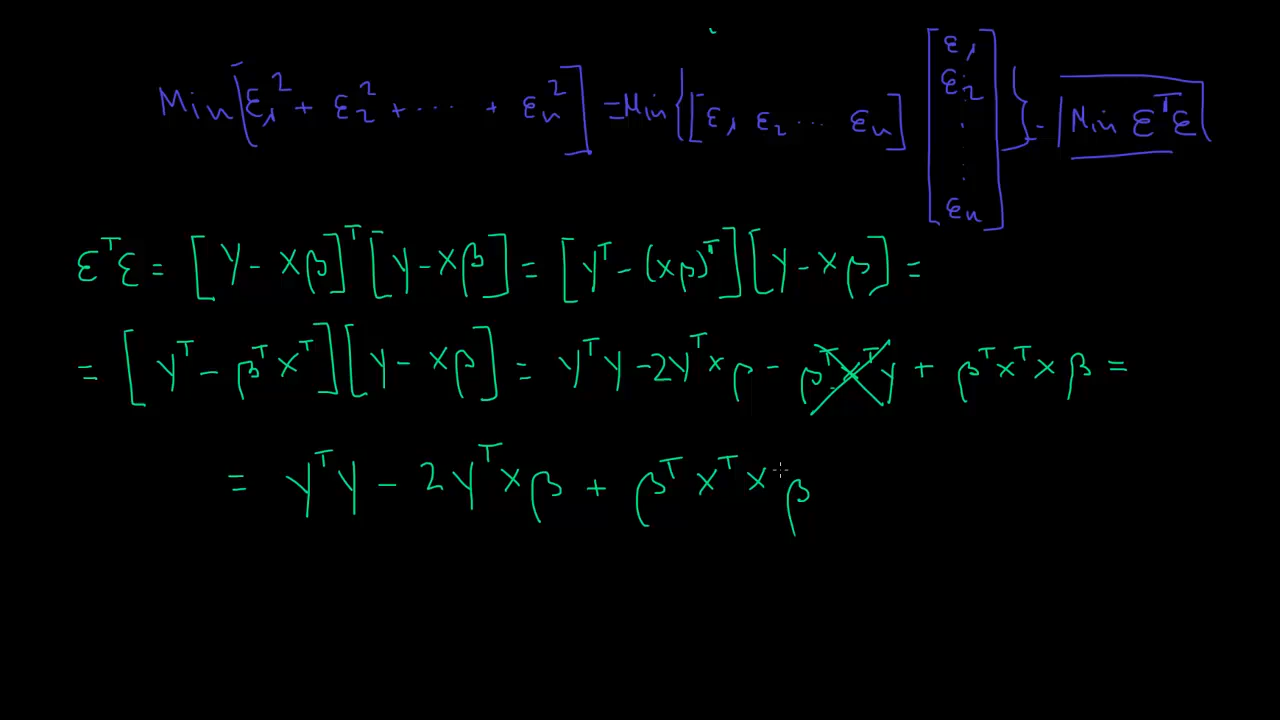 Min[ε₁² + ε₂² + ⋯ + εₙ²] = Min{[ε₁ ε₂ ⋯ εₙ][ε₁ ε₂ ⋮ εₙ]} = Min εᵀε
εᵀε = [y - xβ]ᵀ[y - xβ] = [yᵀ - (xβ)ᵀ][y - xβ] =
= [yᵀ - βᵀxᵀ][y - xβ] = yᵀy - 2yᵀxβ - βᵀxᵀy + βᵀxᵀxβ =
= yᵀy - 2yᵀxβ + βᵀxᵀxβ